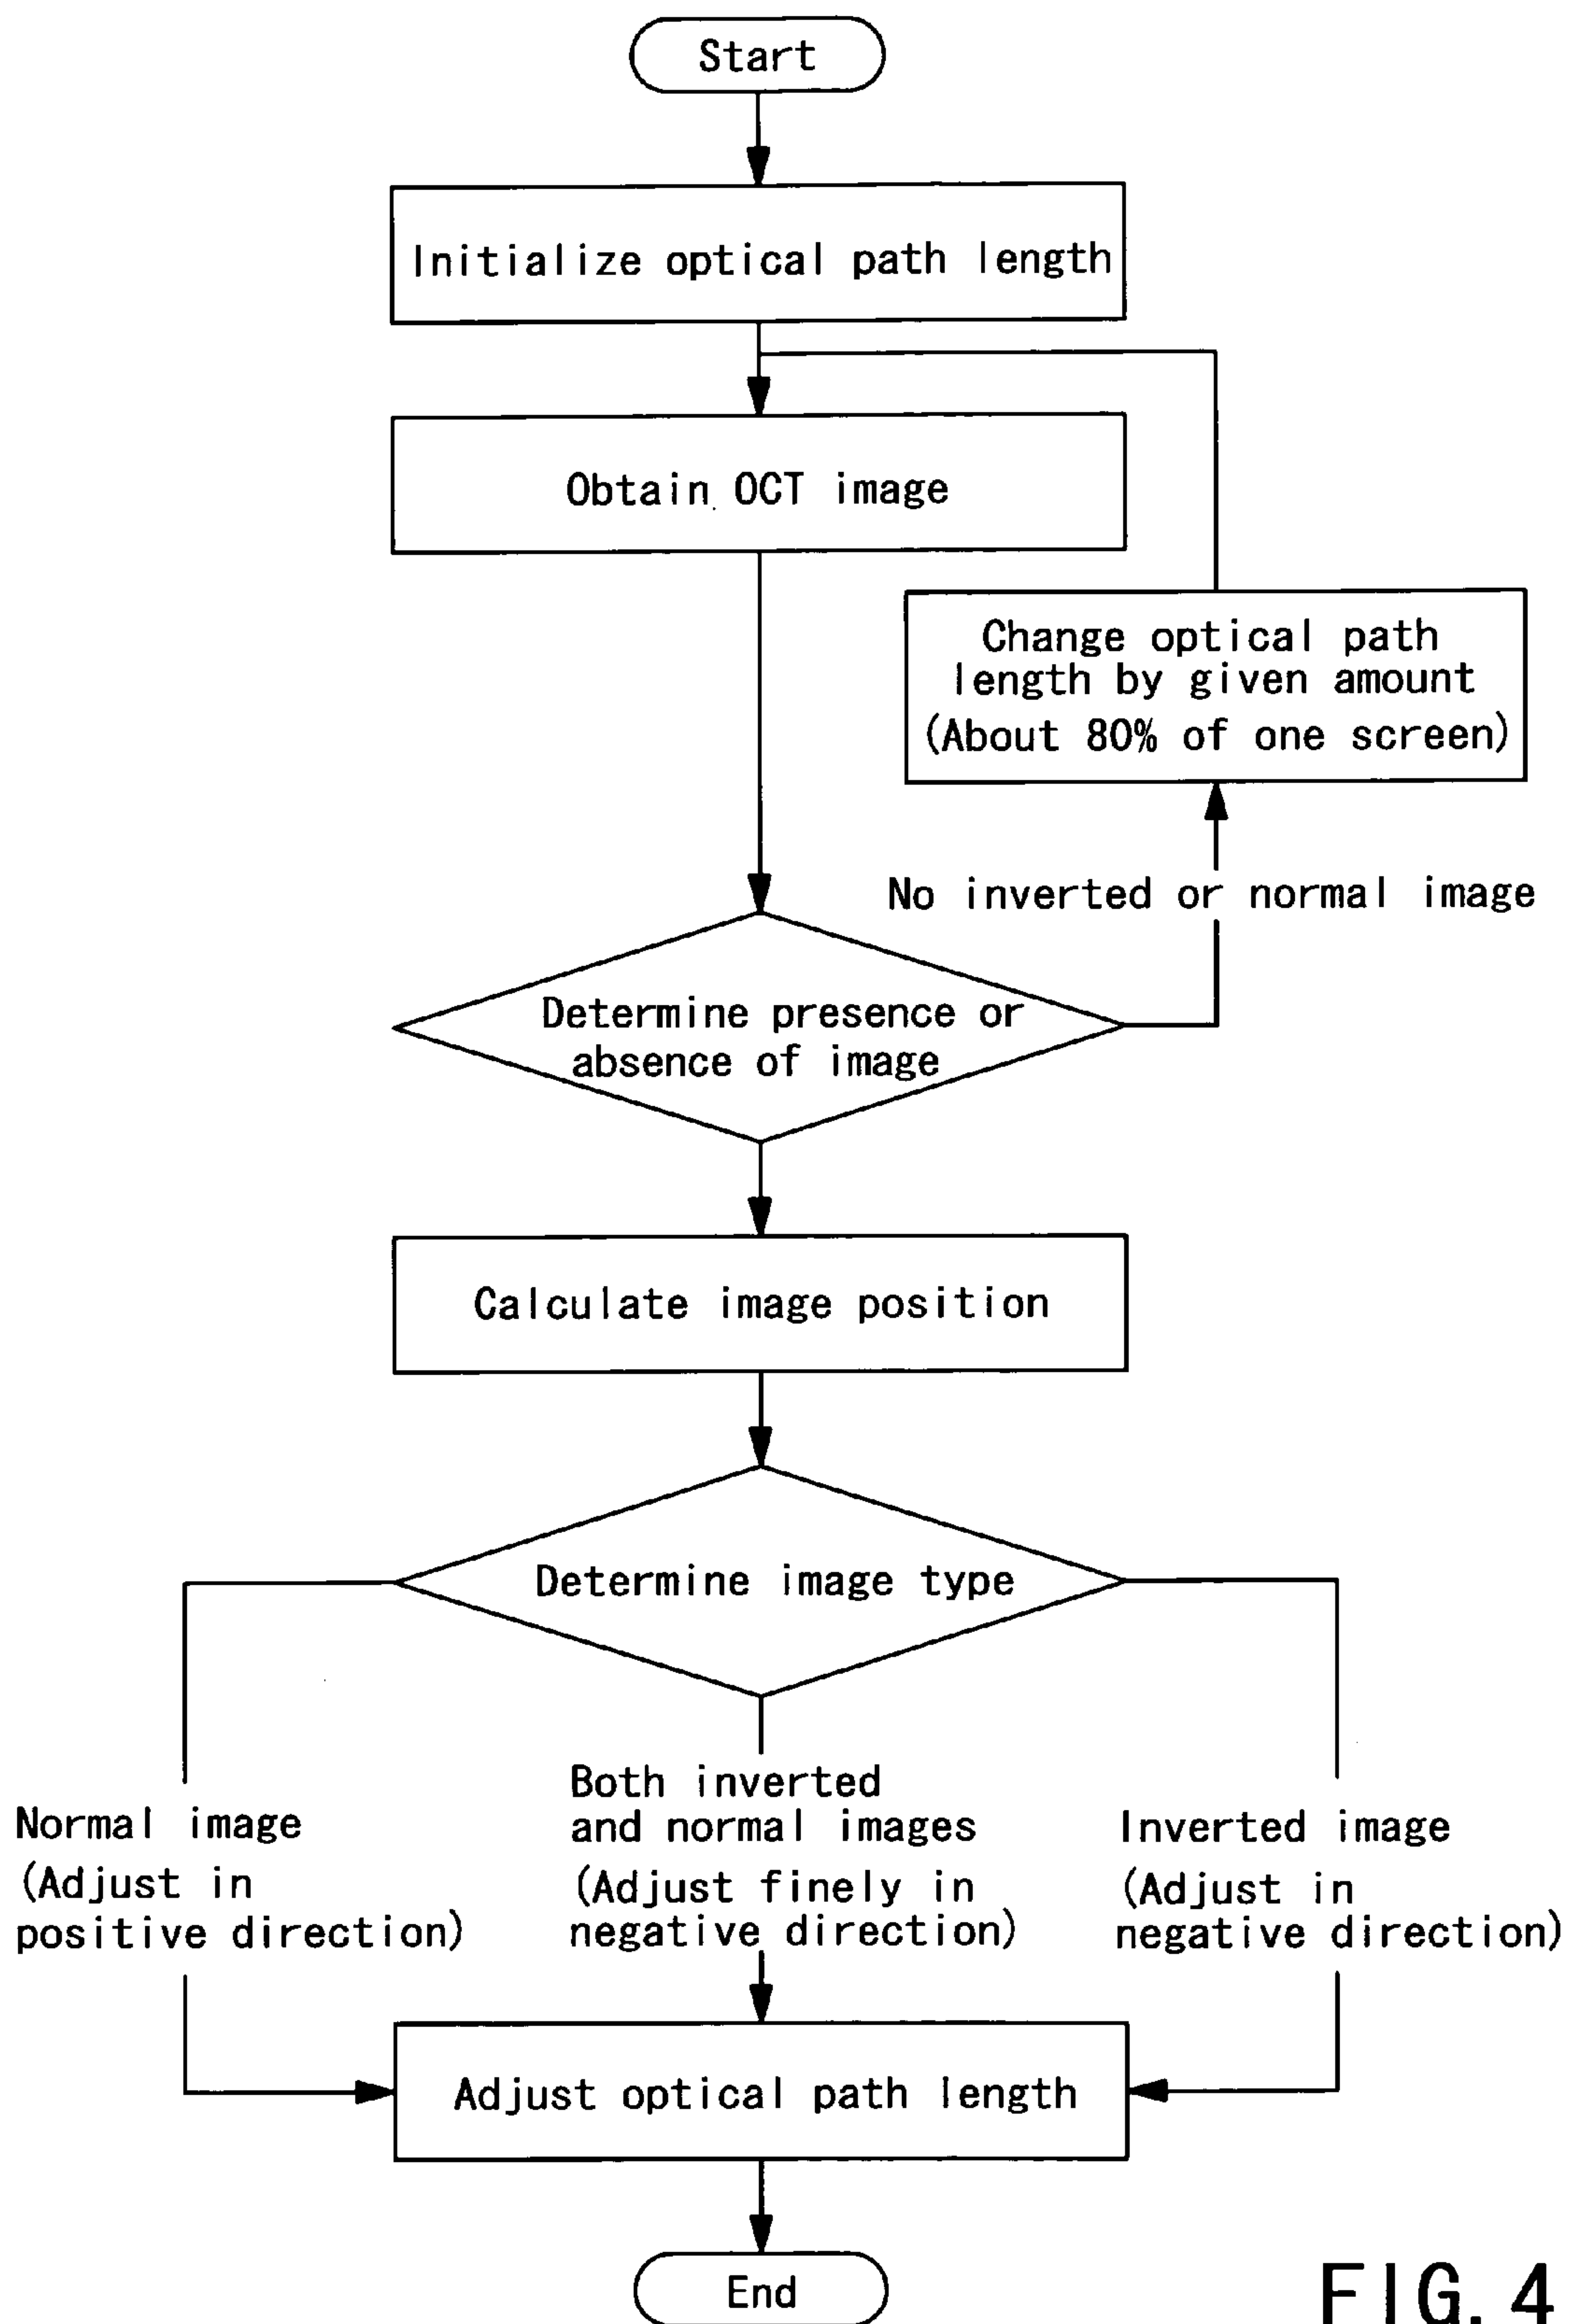 Start
Initialize optical path length
Obtain OCT image
Change optical path
length by given amount
(About 80% of one screen)
No inverted or normal image
Determine presence or
absence of image
Calculate image position
Determine image type
Normal image
(Adjust in
positive direction)
Both inverted
and normal images
(Adjust finely in
negative direction)
Inverted image
(Adjust in
negative direction)
Adjust optical path length
End
FIG. 4